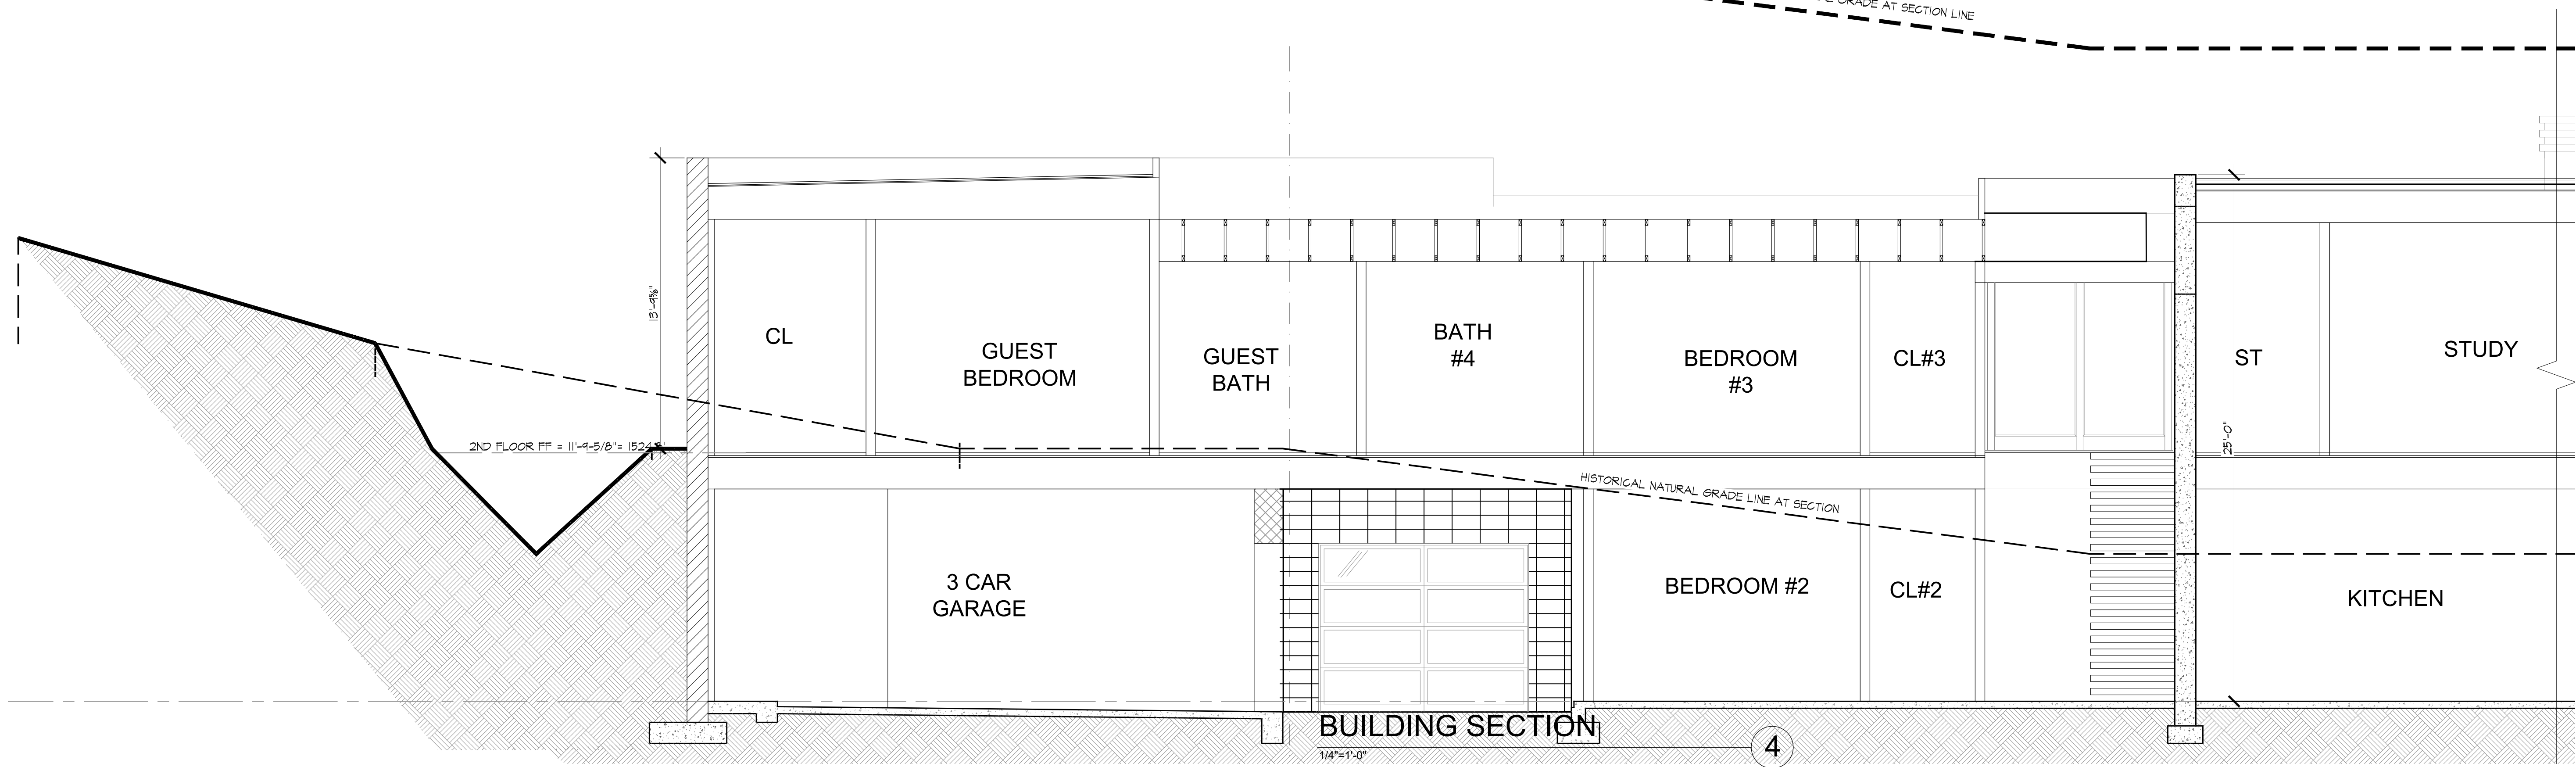 GRADE AT SECTION LINE
13'-9⅝"
CL
GUEST
BEDROOM
GUEST
BATH
BATH
#4
BEDROOM
#3
CL#3
ST
STUDY
2ND FLOOR FF = 11'-9-5/8"= 1524.8'
25'-0"
HISTORICAL NATURAL GRADE LINE AT SECTION
3 CAR
GARAGE
BEDROOM #2
CL#2
KITCHEN
BUILDING SECTION
1/4"=1'-0"
4